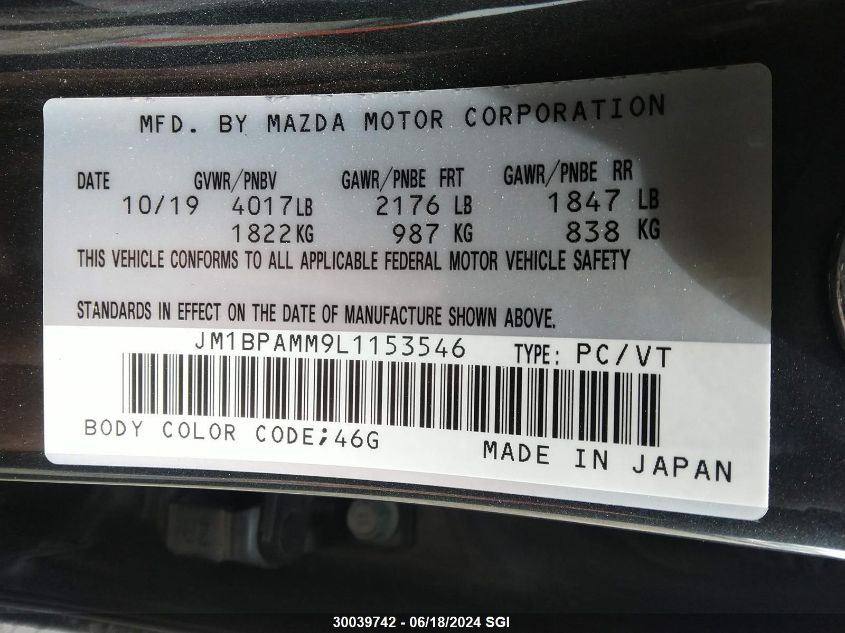 MFD. BY MAZDA MOTOR CORPORATION
DATE GVWR/PNBV GAWR/PNBE FRT GAWR/PNBE RR
10/19 4017LB 2176 LB 1847 LB
1822KG 987 KG 838 KG
THIS VEHICLE CONFORMS TO ALL APPLICABLE FEDERAL MOTOR VEHICLE SAFETY
STANDARDS IN EFFECT ON THE DATE OF MANUFACTURE SHOWN ABOVE.
JM1BPAMM9L1153546 TYPE: PC/VT
BODY COLOR CODE;46G MADE IN JAPAN
30039742 - 06/18/2024 SGI